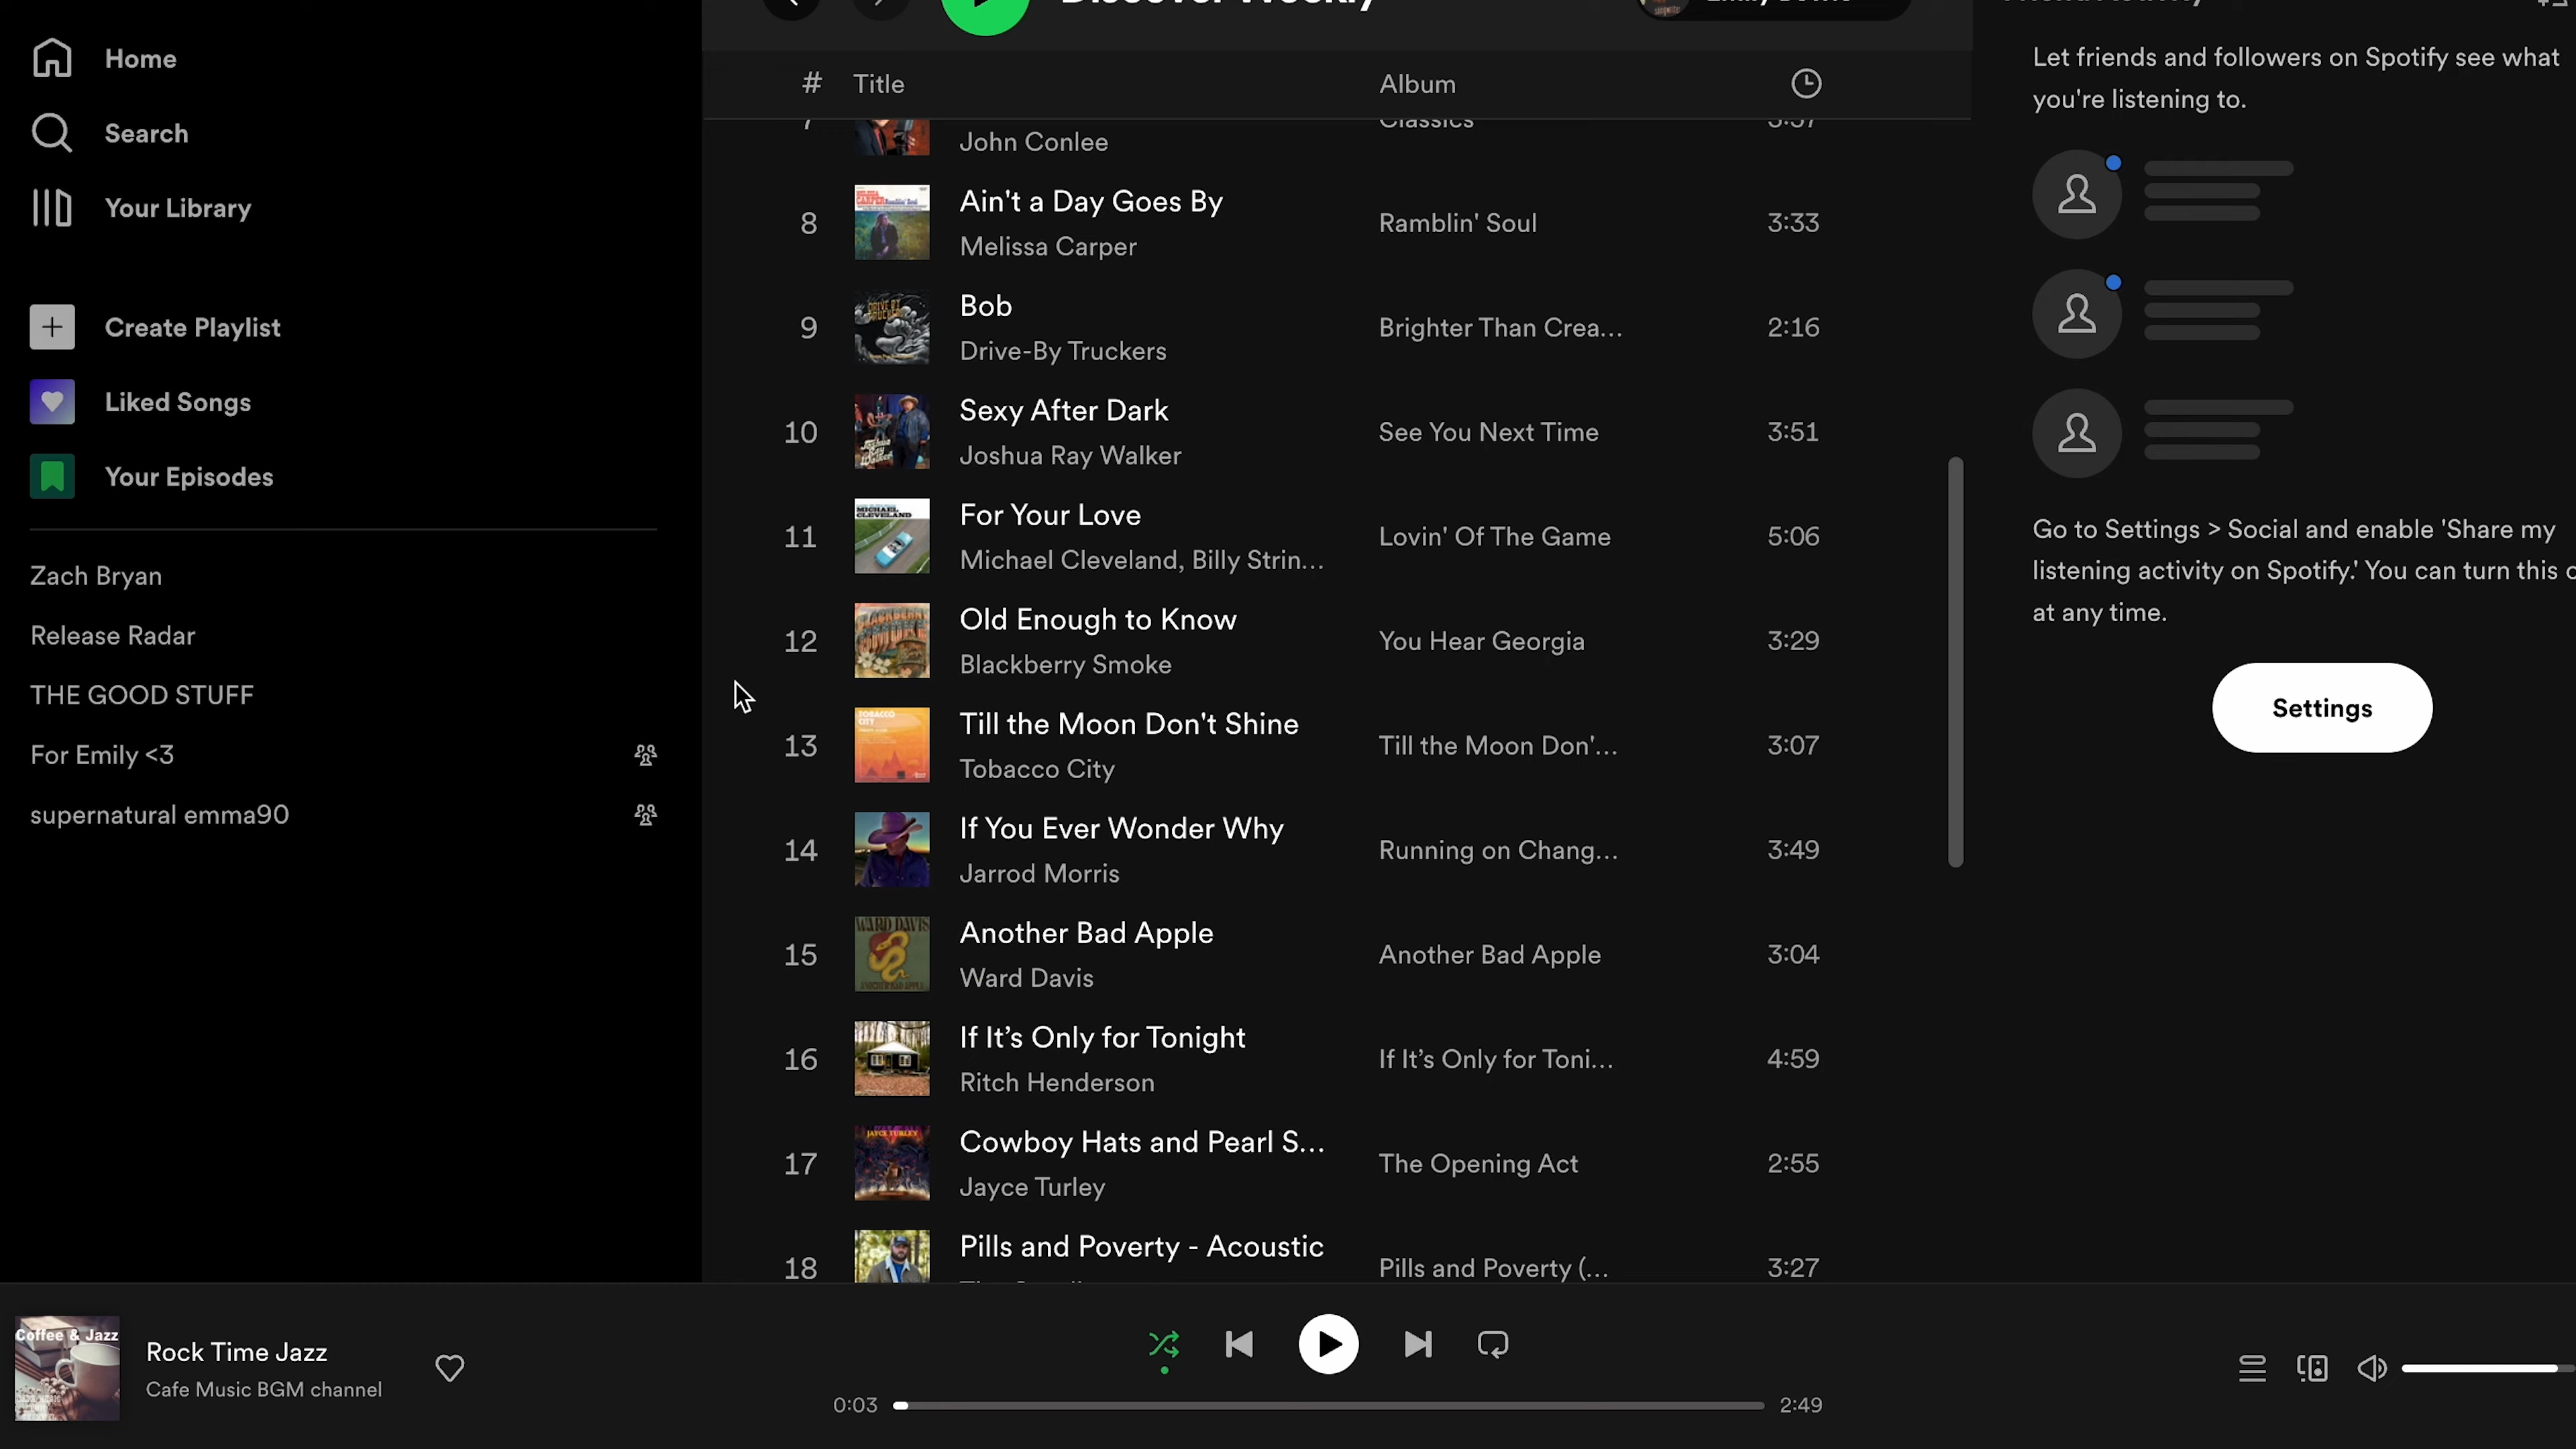 Home
Search
Your Library
Create Playlist
Liked Songs
Your Episodes
Zach Bryan
Release Radar
THE GOOD STUFF
For Emily <3
supernatural emma90
Discover Weekly
# Title Album
7 John Conlee Classics 3:37
8 Ain't a Day Goes By Ramblin' Soul 3:33
Melissa Carper
9 Bob Brighter Than Crea... 2:16
Drive-By Truckers
10 Sexy After Dark See You Next Time 3:51
Joshua Ray Walker
11 For Your Love Lovin' Of The Game 5:06
Michael Cleveland, Billy Strin...
12 Old Enough to Know You Hear Georgia 3:29
Blackberry Smoke
13 Till the Moon Don't Shine Till the Moon Don'... 3:07
Tobacco City
14 If You Ever Wonder Why Running on Chang... 3:49
Jarrod Morris
15 Another Bad Apple Another Bad Apple 3:04
Ward Davis
16 If It’s Only for Tonight If It’s Only for Toni... 4:59
Ritch Henderson
17 Cowboy Hats and Pearl S... The Opening Act 2:55
Jayce Turley
18 Pills and Poverty - Acoustic Pills and Poverty (... 3:27
Let friends and followers on Spotify see what
you're listening to.
Go to Settings > Social and enable 'Share my
listening activity on Spotify.' You can turn this
at any time.
Settings
Coffee & Jazz
Rock Time Jazz
Cafe Music BGM channel
0:03 2:49